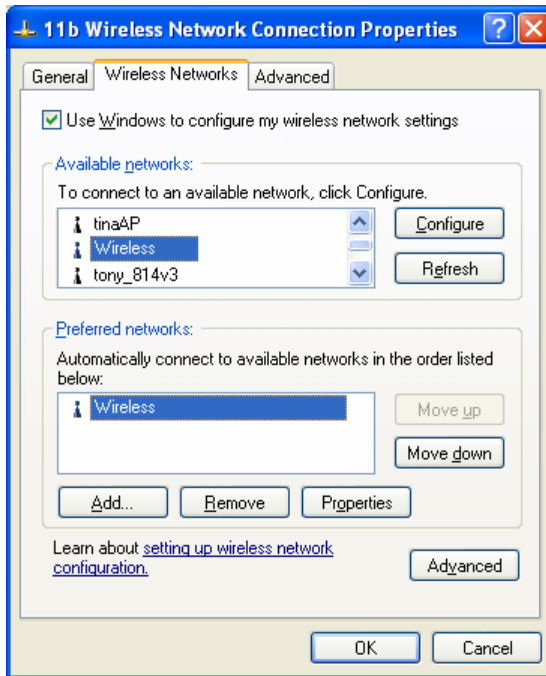 11b Wireless Network Connection Properties
General Wireless Networks Advanced
Use Windows to configure my wireless network settings
Available networks:
To connect to an available network, click Configure.
tinaAP
Wireless
tony_814v3
Configure
Refresh
Preferred networks:
Automatically connect to available networks in the order listed
below:
Wireless
Move up
Move down
Add... Remove Properties
Learn about setting up wireless network
configuration.
Advanced
OK Cancel